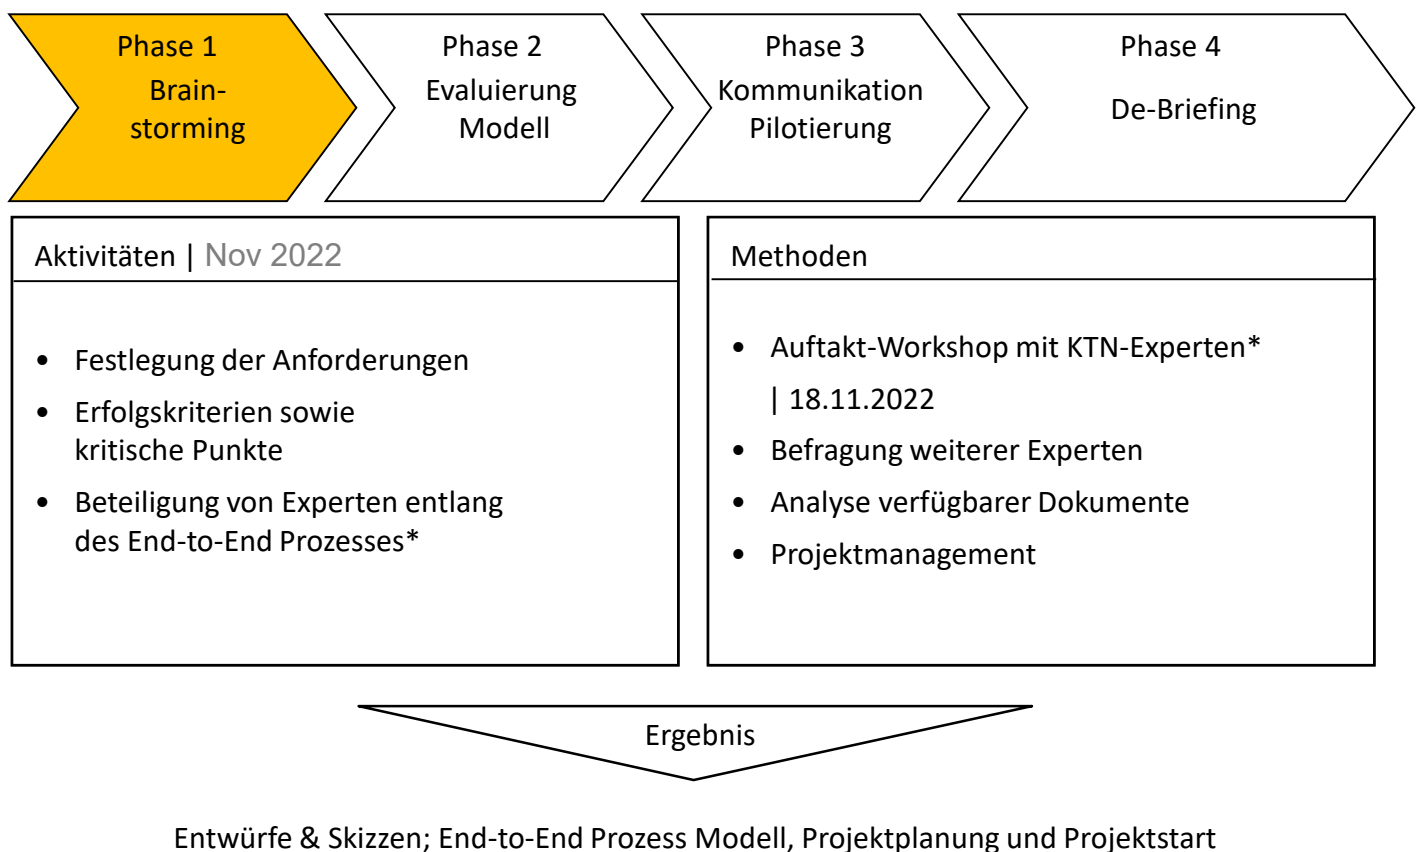 Phase 1
Brain-
storming
Phase 2
Evaluierung
Modell
Phase 3
Kommunikation
Pilotierung
Phase 4
De-Briefing
Aktivitäten | Nov 2022
• Festlegung der Anforderungen
• Erfolgskriterien sowie
kritische Punkte
• Beteiligung von Experten entlang
des End-to-End Prozesses*
Methoden
• Auftakt-Workshop mit KTN-Experten*
| 18.11.2022
• Befragung weiterer Experten
• Analyse verfügbarer Dokumente
• Projektmanagement
Ergebnis
Entwürfe & Skizzen; End-to-End Prozess Modell, Projektplanung und Projektstart